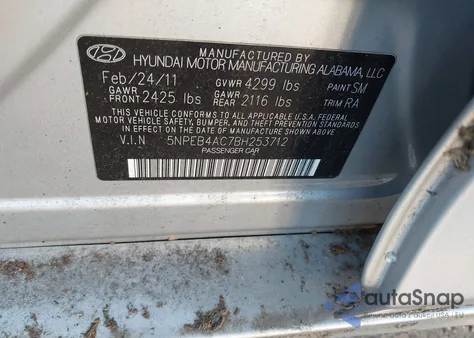 MANUFACTURED BY
HYUNDAI MOTOR MANUFACTURING ALABAMA, LLC
Feb/24/11 GVWR 4299 lbs PAINT SM
GAWR FRONT 2425 lbs GAWR REAR 2116 lbs TRIM RA
THIS VEHICLE CONFORMS TO ALL APPLICABLE U.S.A. FEDERAL
MOTOR VEHICLE SAFETY, BUMPER, AND THEFT PREVENTION STANDARDS
IN EFFECT ON THE DATE OF MANUFACTURE SHOWN ABOVE.
V.I.N 5NPEB4AC7BH253712
PASSENGER CAR
autoSnap